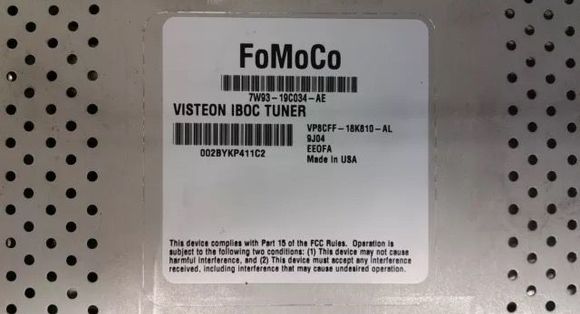 FoMoCo
7W93-19C034-AE
VISTEON IBOC TUNER
VP8CFF-18K810-AL
9J04
EEOFA
Made in USA
002BYKP411C2
This device complies with Part 15 of the FCC Rules. Operation is
subject to the following two conditions: (1) This device may not cause
harmful interference, and (2) This device must accept any interference
received, including interference that may cause undesired operation.